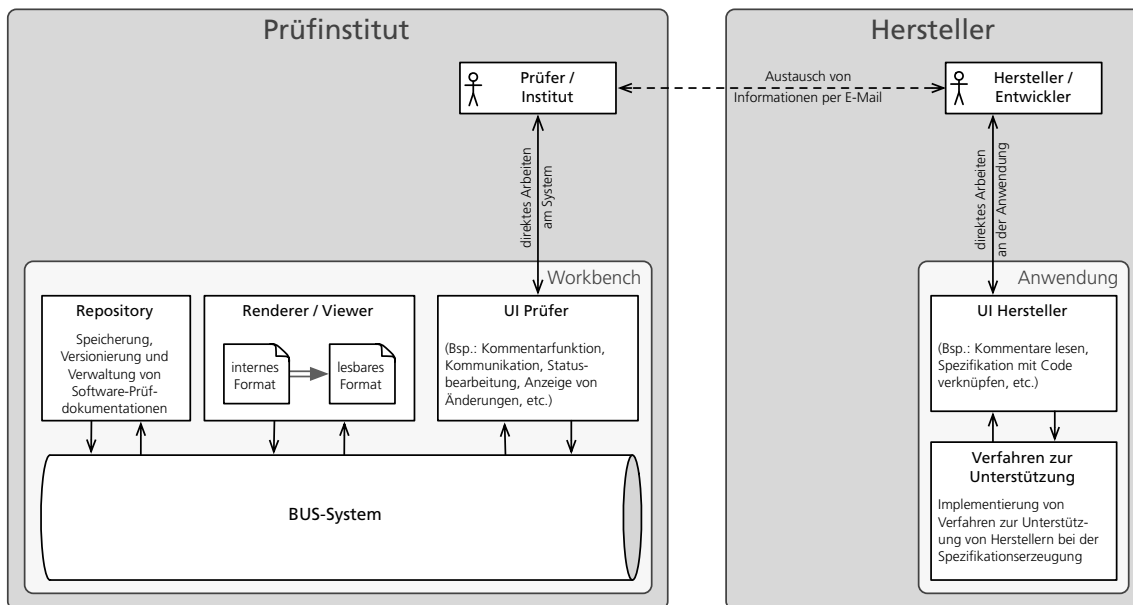 Prüfinstitut
Prüfer /
Institut
direktes Arbeiten
am System
Workbench
Repository
Speicherung,
Versionierung und
Verwaltung von
Software-Prüf-
dokumentationen
Renderer / Viewer
internes
Format
lesbares
Format
UI Prüfer
(Bsp.: Kommentarfunktion,
Kommunikation, Status-
bearbeitung, Anzeige von
Änderungen, etc.)
BUS-System
Austausch von
Informationen per E-Mail
Hersteller
Hersteller /
Entwickler
direktes Arbeiten
an der Anwendung
Anwendung
UI Hersteller
(Bsp.: Kommentare lesen,
Spezifikation mit Code
verknüpfen, etc.)
Verfahren zur
Unterstützung
Implementierung von
Verfahren zur Unterstütz-
zung von Herstellern bei der
Spezifikationserzeugung